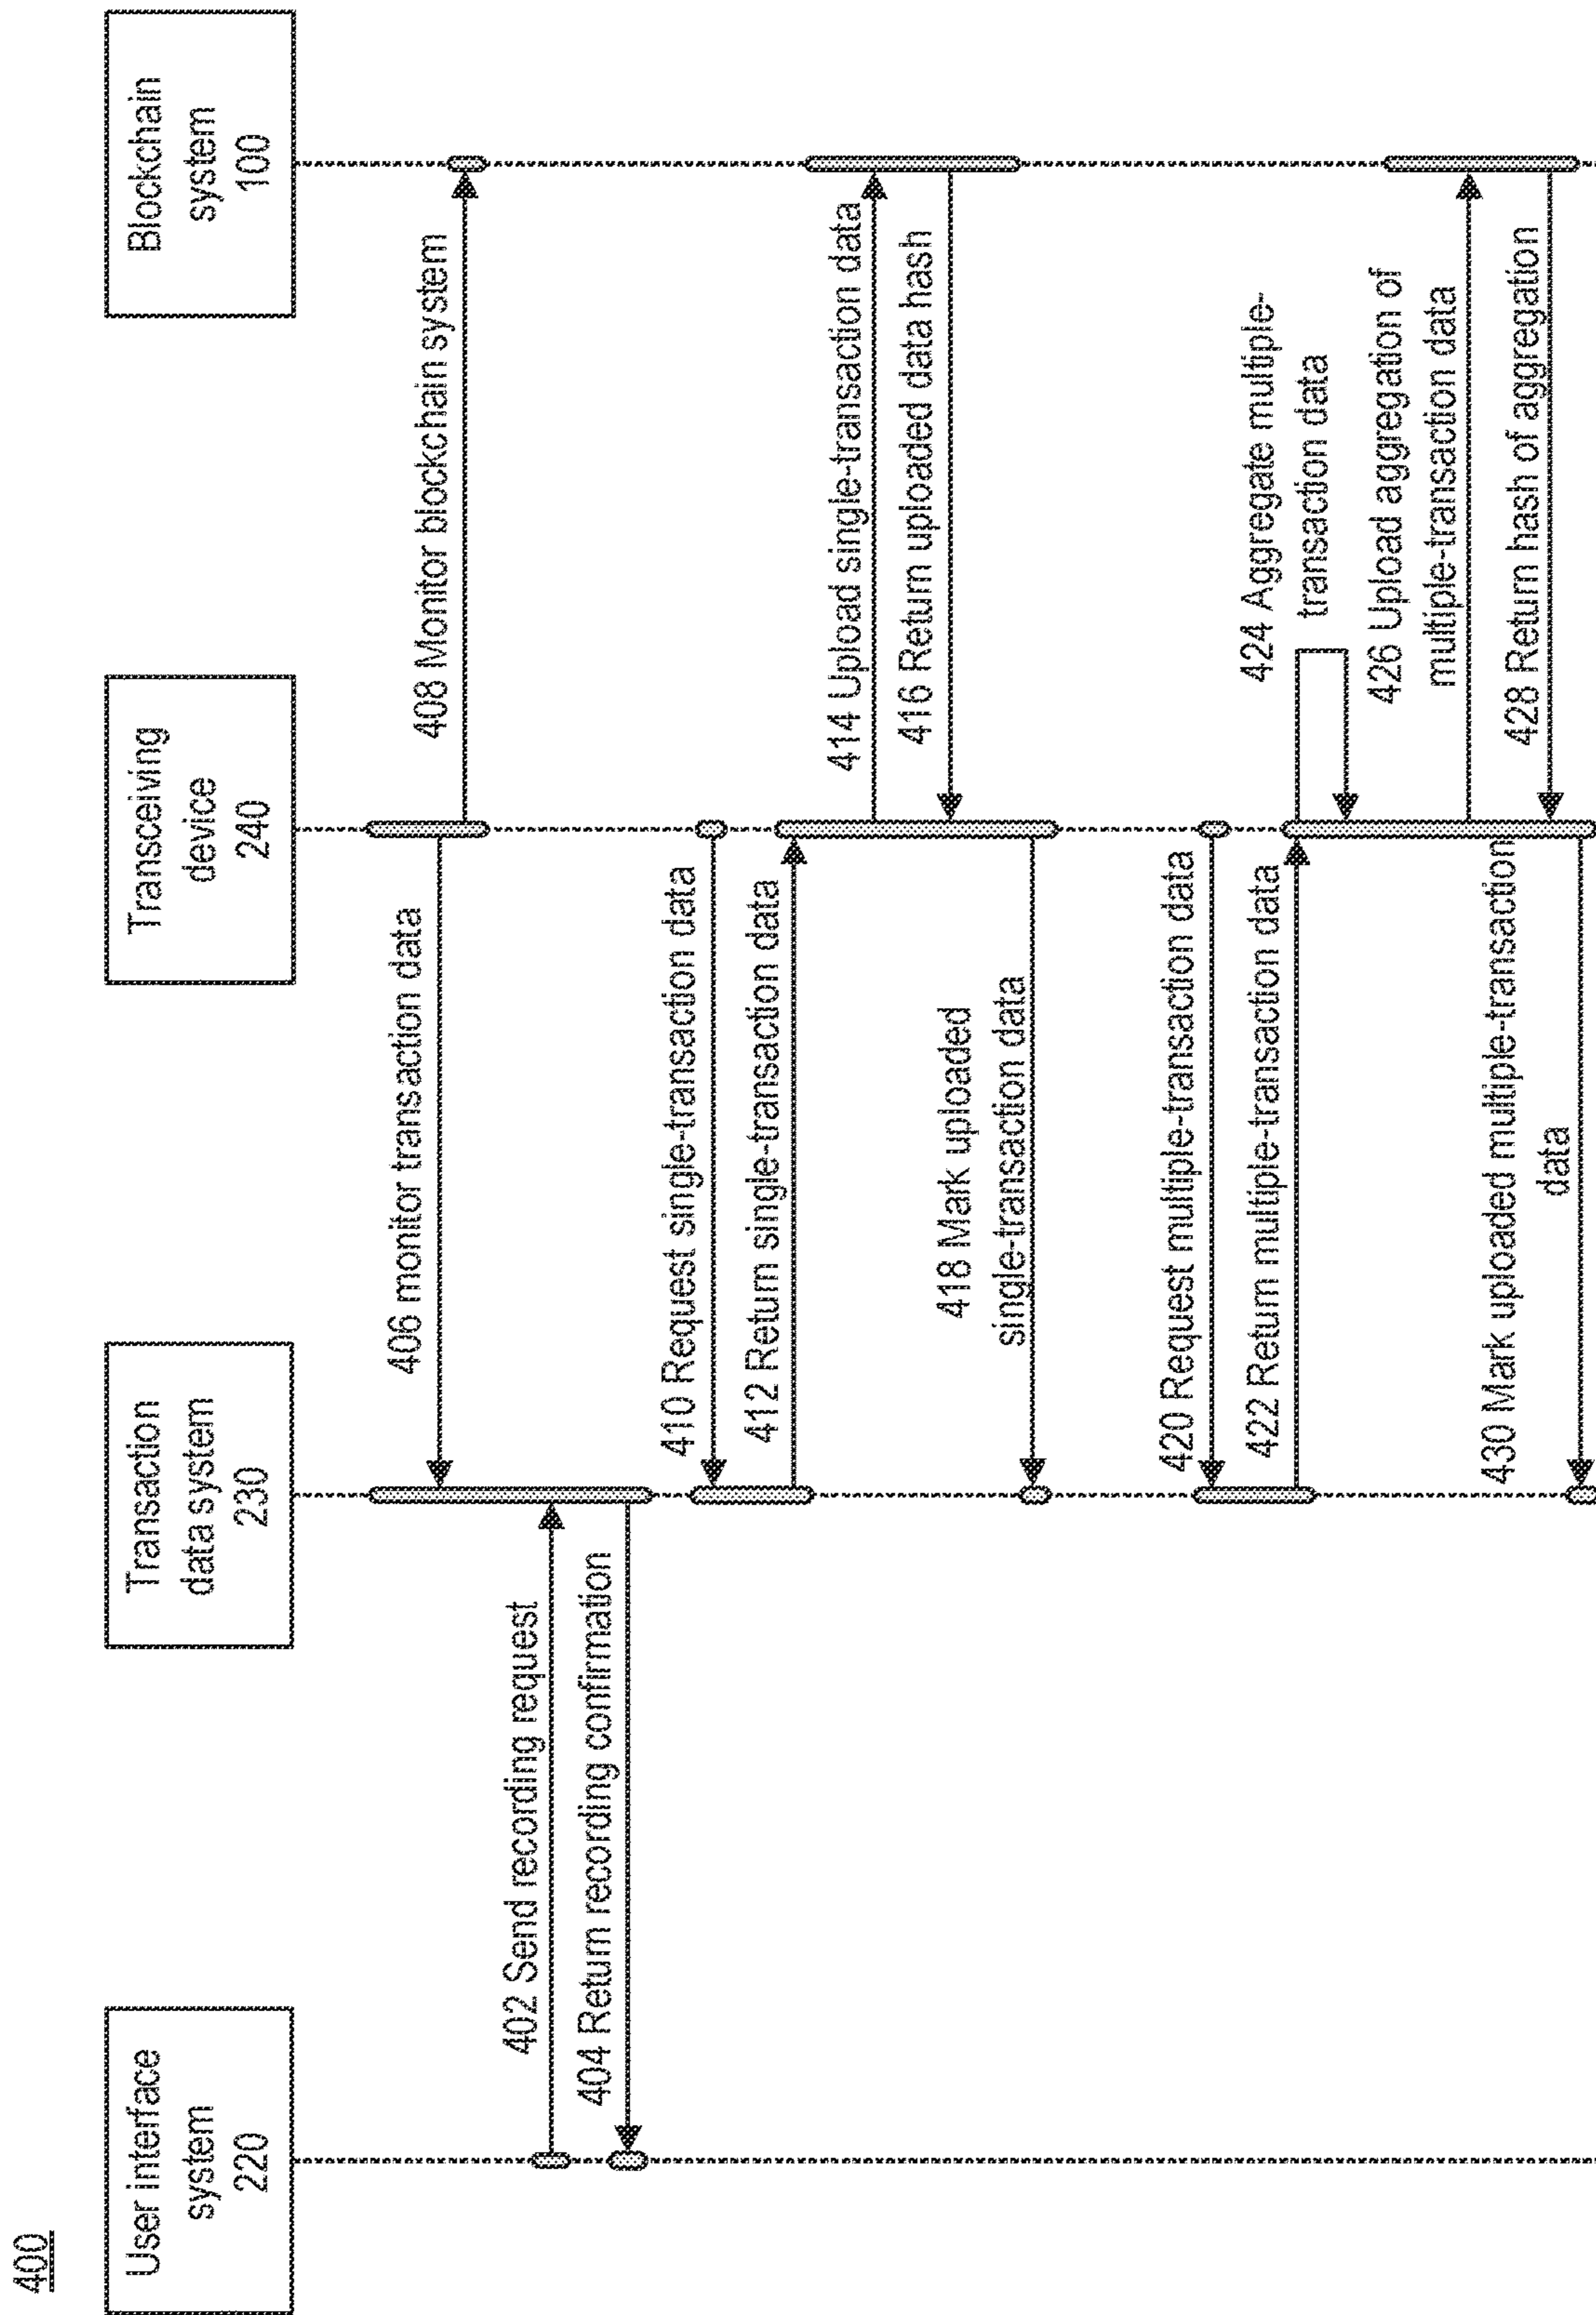 400
User interface
system
220
Transaction
data system
230
Transceiving
device
240
Blockchain
system
100
406 monitor transaction data
408 Monitor blockchain system
402 Send recording request
404 Return recording confirmation
410 Request single-transaction data
412 Return single-transaction data
414 Upload single-transaction data
416 Return uploaded data hash
418 Mark uploaded
single-transaction data
420 Request multiple-transaction data
422 Return multiple-transaction data
424 Aggregate multiple-
transaction data
426 Upload aggregation of
multiple-transaction data
428 Return hash of aggregation
430 Mark uploaded multiple-transaction
data